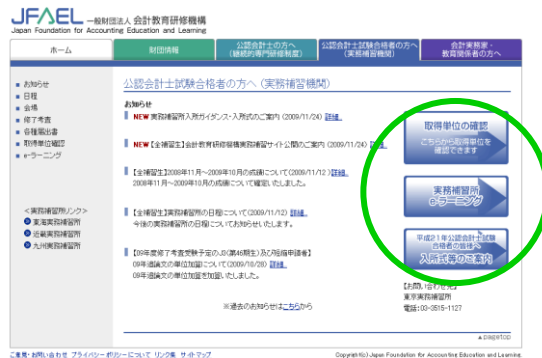 JFAEL 一般財団法人 会計教育研修機構
Japan Foundation for Accounting Education and Learning
ホーム
財団情報
公認会計士の方へ
(継続的専門研修制度)
公認会計士試験合格者の方へ
(実務補習機関)
会計実務家・
教育関係者の方へ
お知らせ
日程
会場
修了考査
各種届出書
取得単位確認
e-ラーニング
<実務補習所リンク>
東海実務補習所
近畿実務補習所
九州実務補習所
公認会計士試験合格者の方へ (実務補習機関)
お知らせ
NEW 実務補習所入所ガイダンス・入所式のご案内 (2009/11/24) 詳細
NEW 【全補習生】会計教育研修機構実務補習サイト公開のご案内 (2009/11/24) 詳細
【全補習生】2008年11月~2009年10月の成績について(2009/11/12) 詳細
2008年11月~2009年10月の成績について確定いたしました。
【全補習生】実務補習所の日程について(2009/11/12) 詳細
今後の実務補習所の日程についてお知らせいたします。
【09年度修了考査受験予定のJ3(第46期生)及び短縮申請者】
09年追論文の単位加算について(2009/10/28) 詳細
09年追論文の単位加算を加算いたしました。
※過去のお知らせはこちらから
取得単位の確認
こちらから取得単位を
確認できます
実務補習所
e-ラーニング
平成21年公認会計士試験
合格者の皆様へ
入所式等のご案内
【お問い合わせ先】
東京実務補習所
電話:03-3515-1127
▲pagetop
ご意見・お問い合わせ プライバシーポリシーについて リンク集 サイトマップ
Copyright(c) Japan Foundation for Accounting Education and Learning.